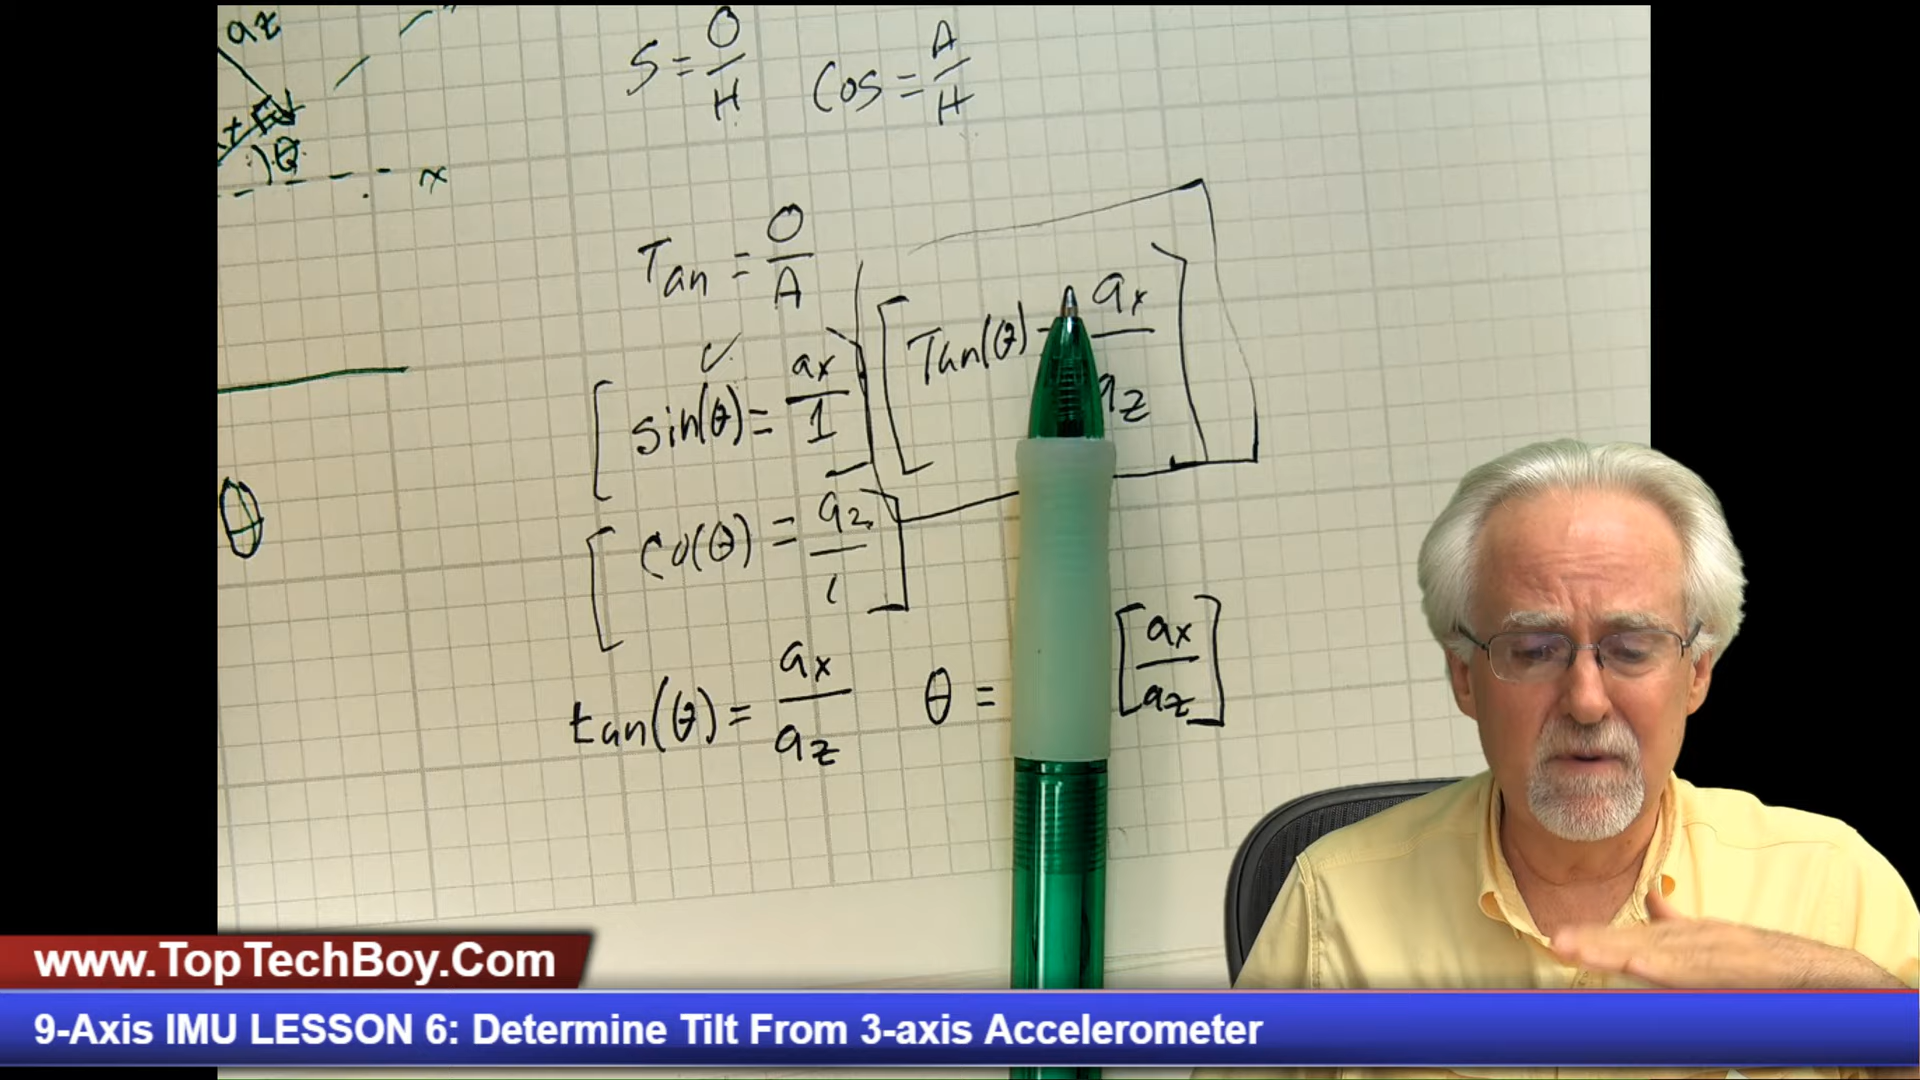 az
S = O/H
Cos = A/H
θ
x
Tan = O/A
Tan(θ) = ax/az
sin(θ) = ax/1
θ
Co(θ) = az/1
tan(θ) = ax/az
θ = [ax/az]
www.TopTechBoy.Com
9-Axis IMU LESSON 6: Determine Tilt From 3-axis Accelerometer